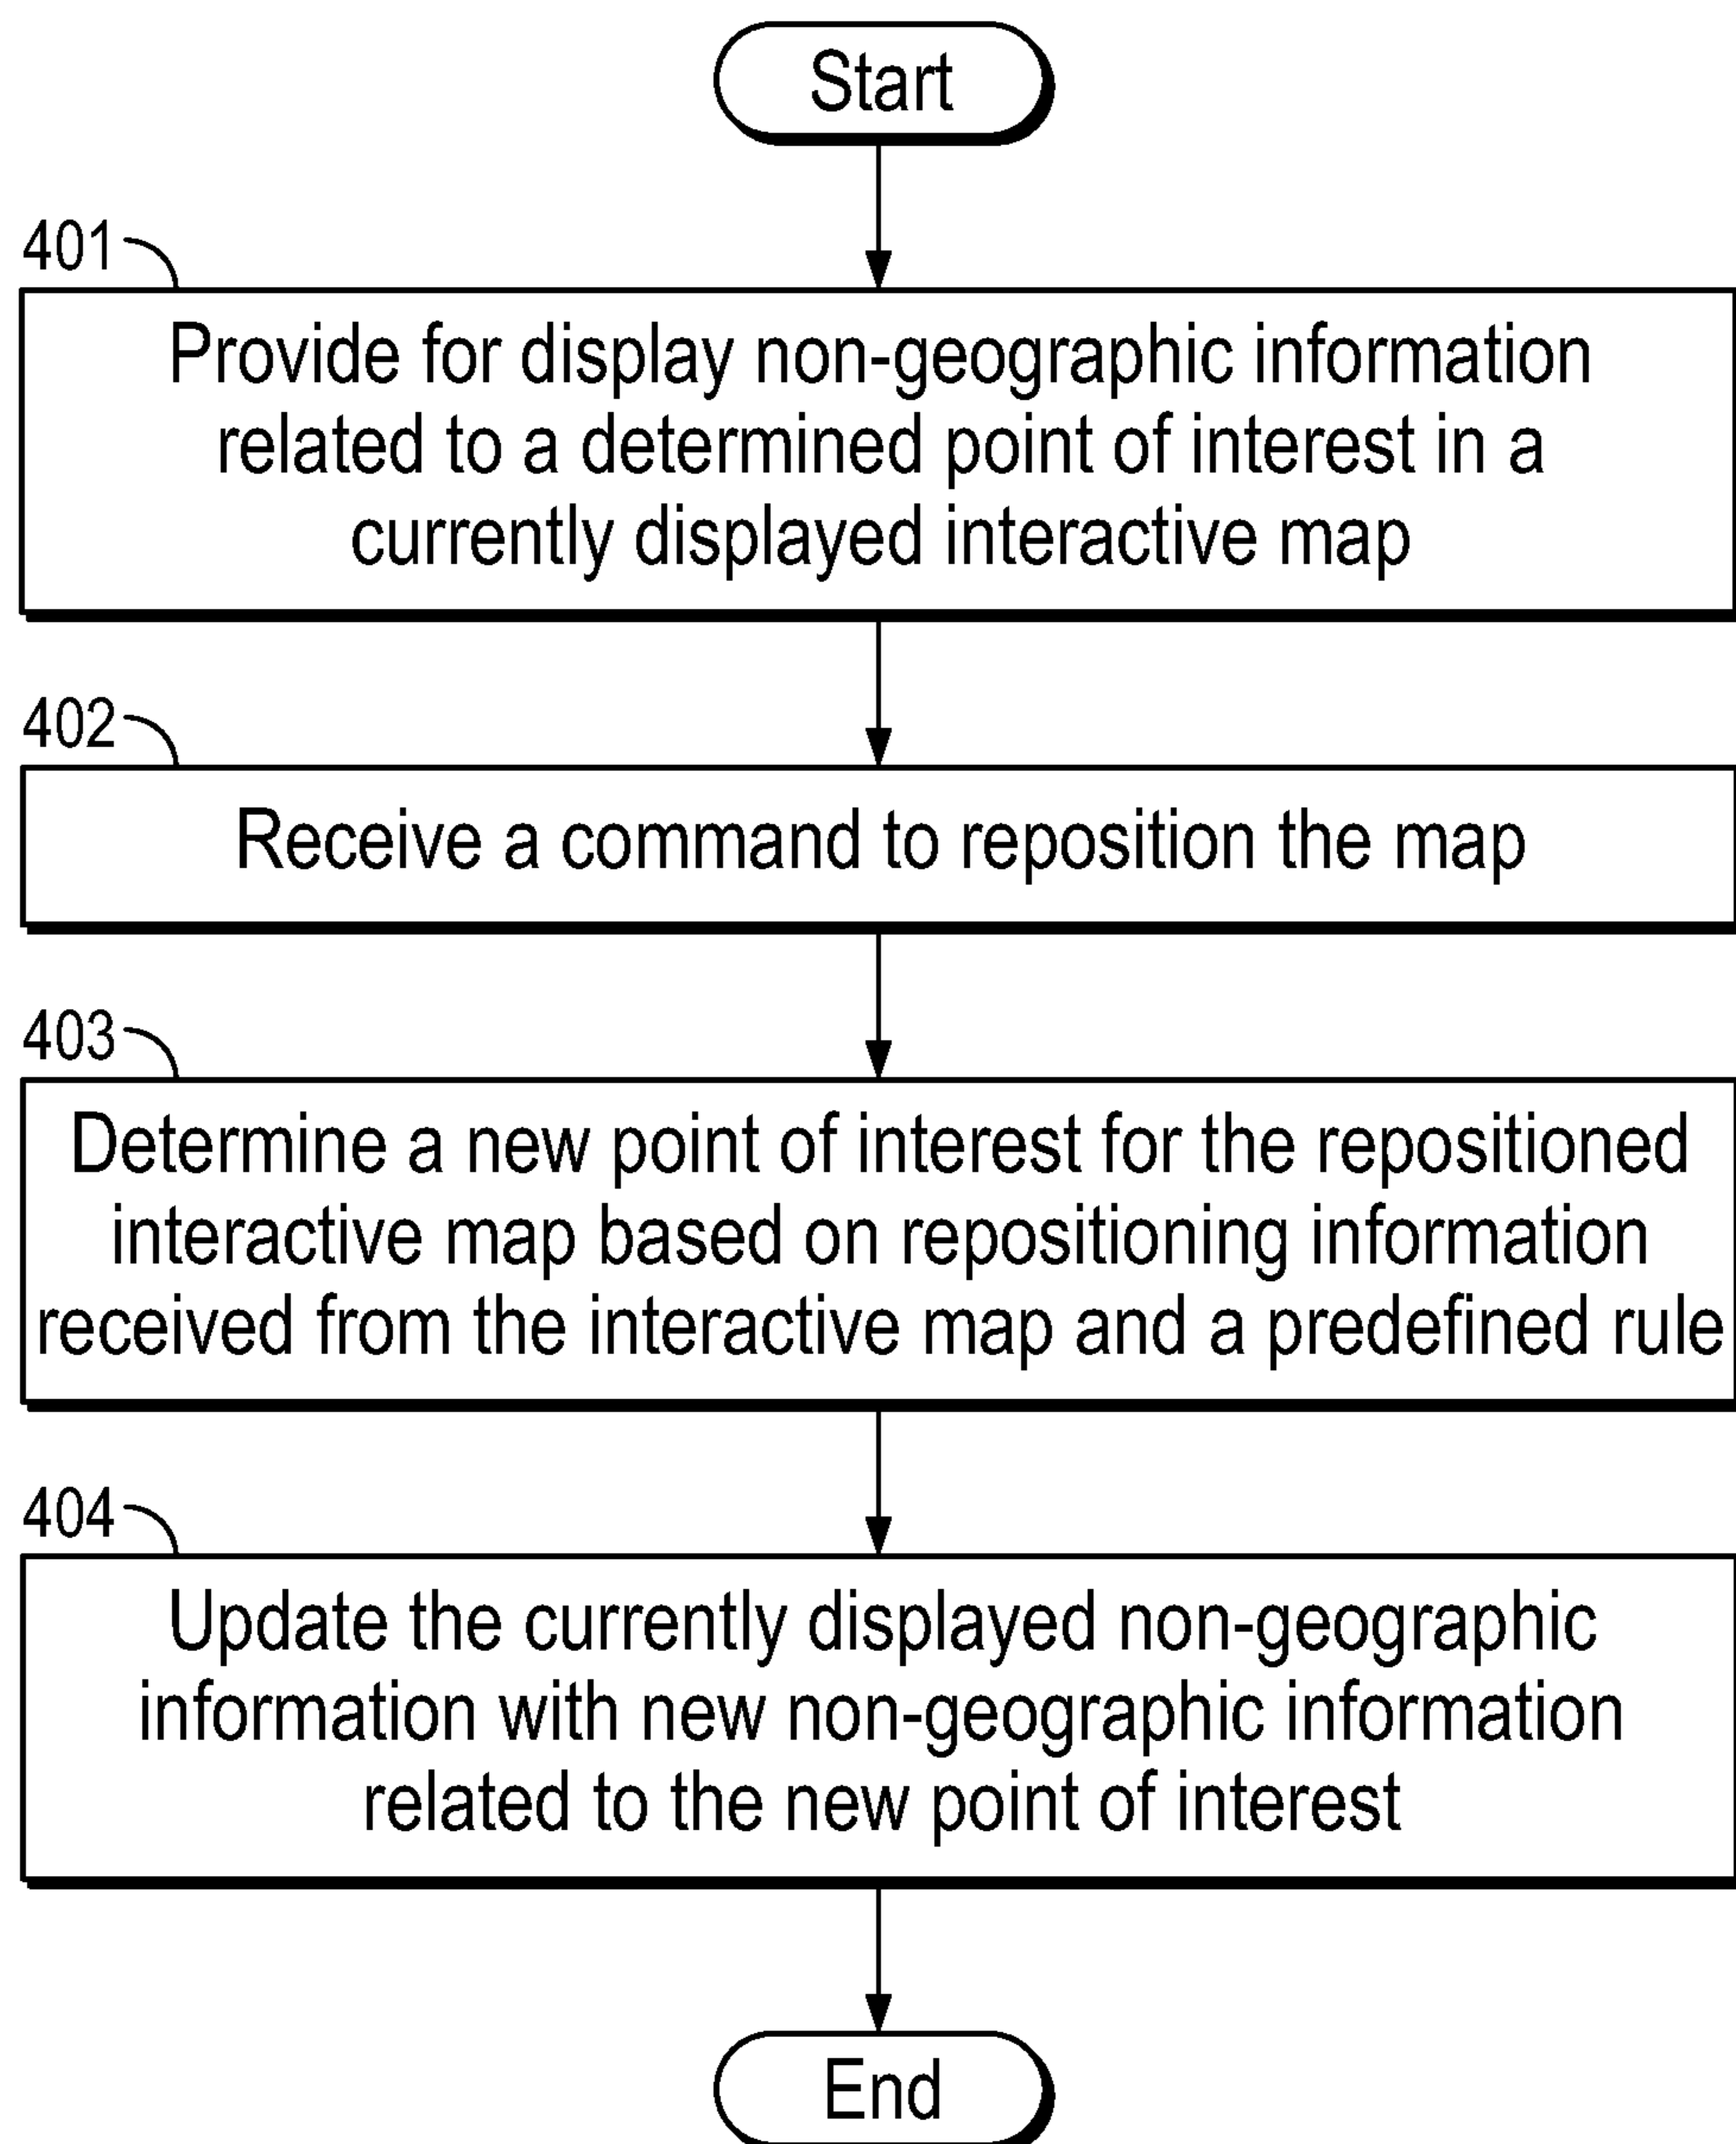 Start
401
Provide for display non-geographic information
related to a determined point of interest in a
currently displayed interactive map
402
Receive a command to reposition the map
403
Determine a new point of interest for the repositioned
interactive map based on repositioning information
received from the interactive map and a predefined rule
404
Update the currently displayed non-geographic
information with new non-geographic information
related to the new point of interest
End